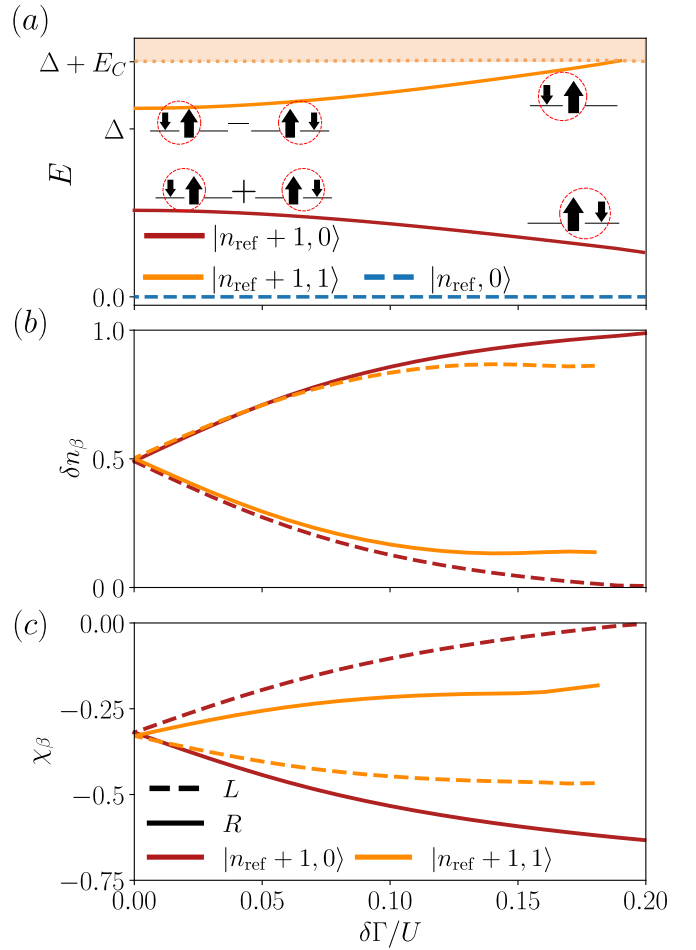 (a)
Δ + E_C
Δ
E
0.0
− 
+
|n_ref + 1, 0⟩
|n_ref + 1, 1⟩
|n_ref, 0⟩
(b)
1.0
0.5
0 0
δn_β
(c)
0.00
−0.25
−0.5
−0.75
χ_β
L
R
|n_ref + 1, 0⟩
|n_ref + 1, 1⟩
0.00 0.05 0.10 0.15 0.20
δΓ/U